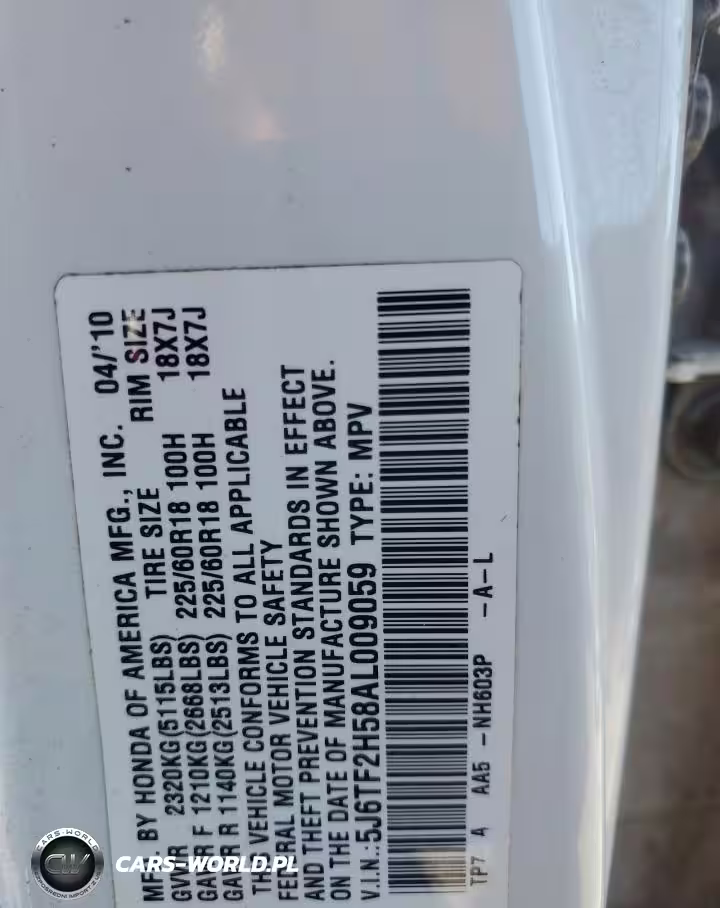 MFD. BY HONDA OF AMERICA MFG., INC. 04/'10
GVWR 2320KG(5115LBS) TIRE SIZE RIM SIZE
GAWR F 1210KG(2668LBS) 225/60R18 100H 18X7J
GAWR R 1140KG(2513LBS) 225/60R18 100H 18X7J
THIS VEHICLE CONFORMS TO ALL APPLICABLE
FEDERAL MOTOR VEHICLE SAFETY
AND THEFT PREVENTION STANDARDS IN EFFECT
ON THE DATE OF MANUFACTURE SHOWN ABOVE.
V.I.N.:5J6TF2H58AL009059 TYPE: MPV
TP7 A AA5 -NH603P -A-L
CARS-WORLD
CW
CARS-WORLD.PL